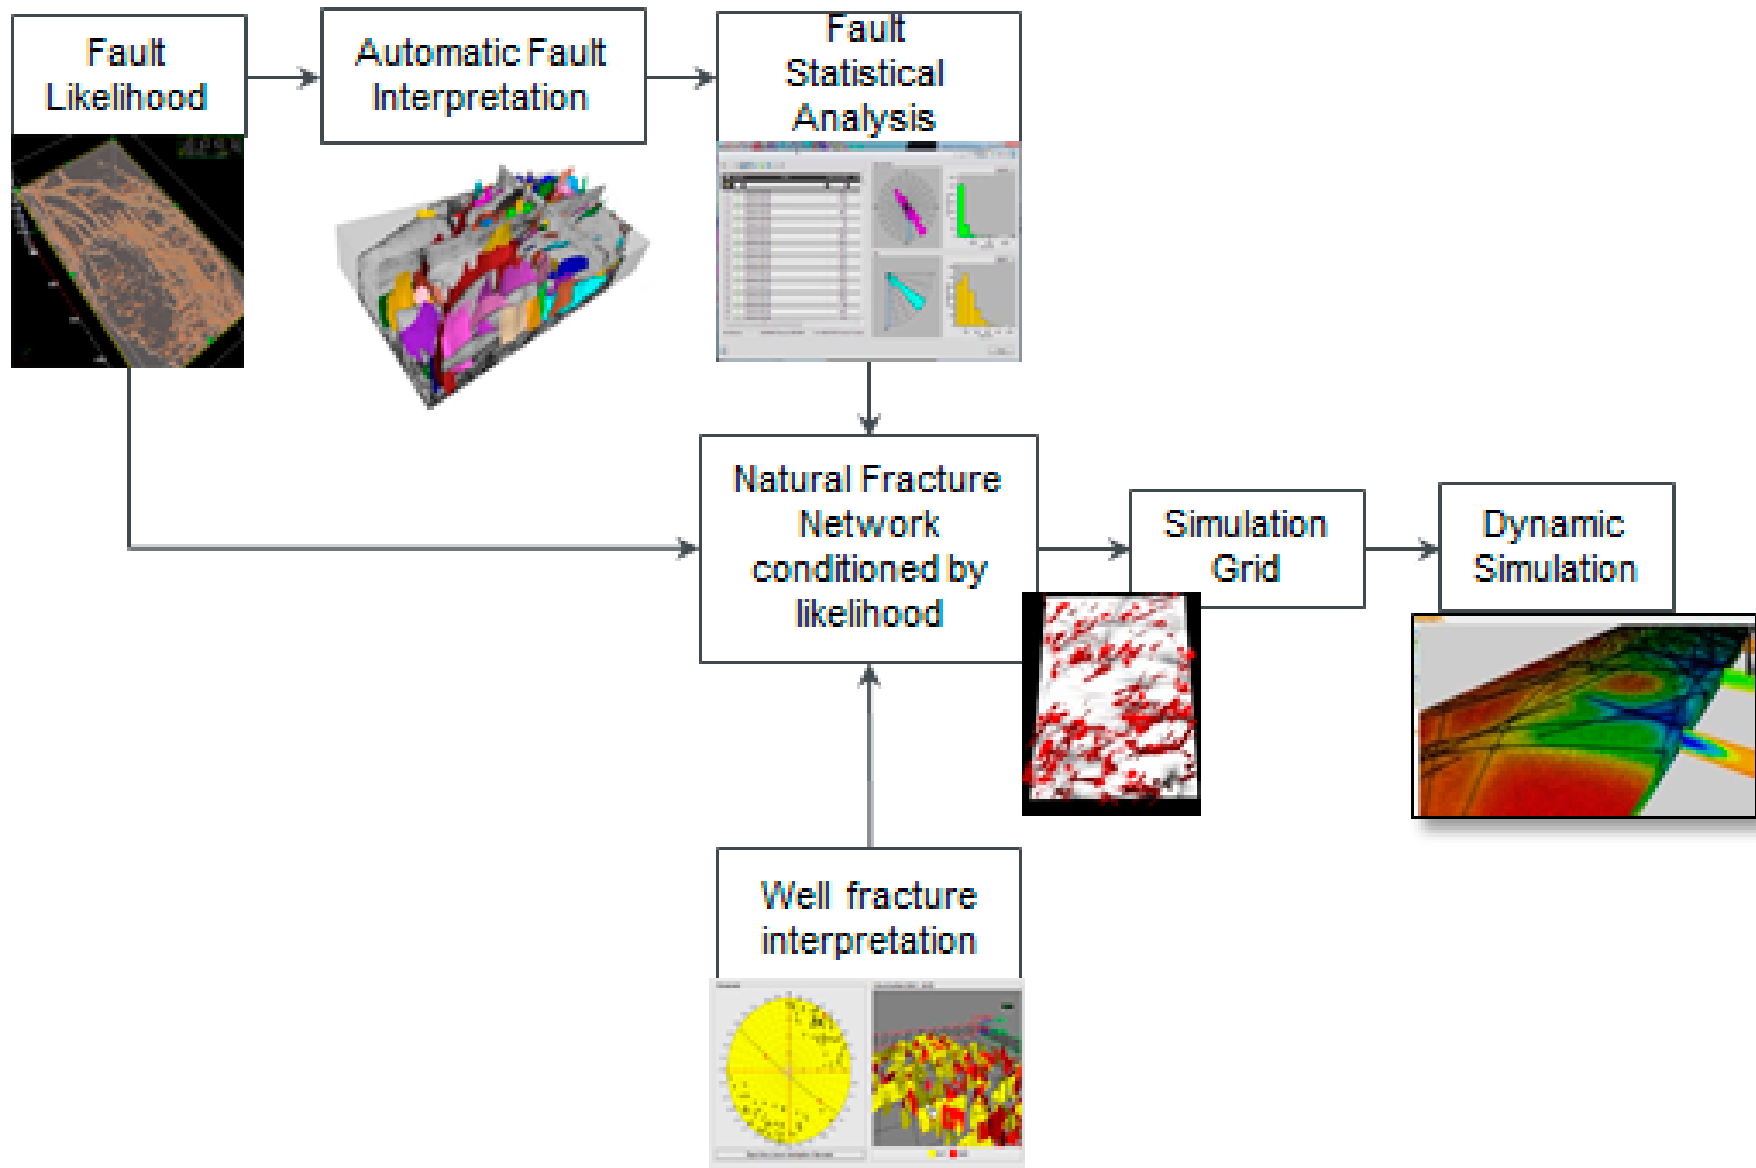 Fault
Likelihood
Automatic Fault
Interpretation
Fault
Statistical
Analysis
Natural Fracture
Network
conditioned by
likelihood
Simulation
Grid
Dynamic
Simulation
Well fracture
interpretation